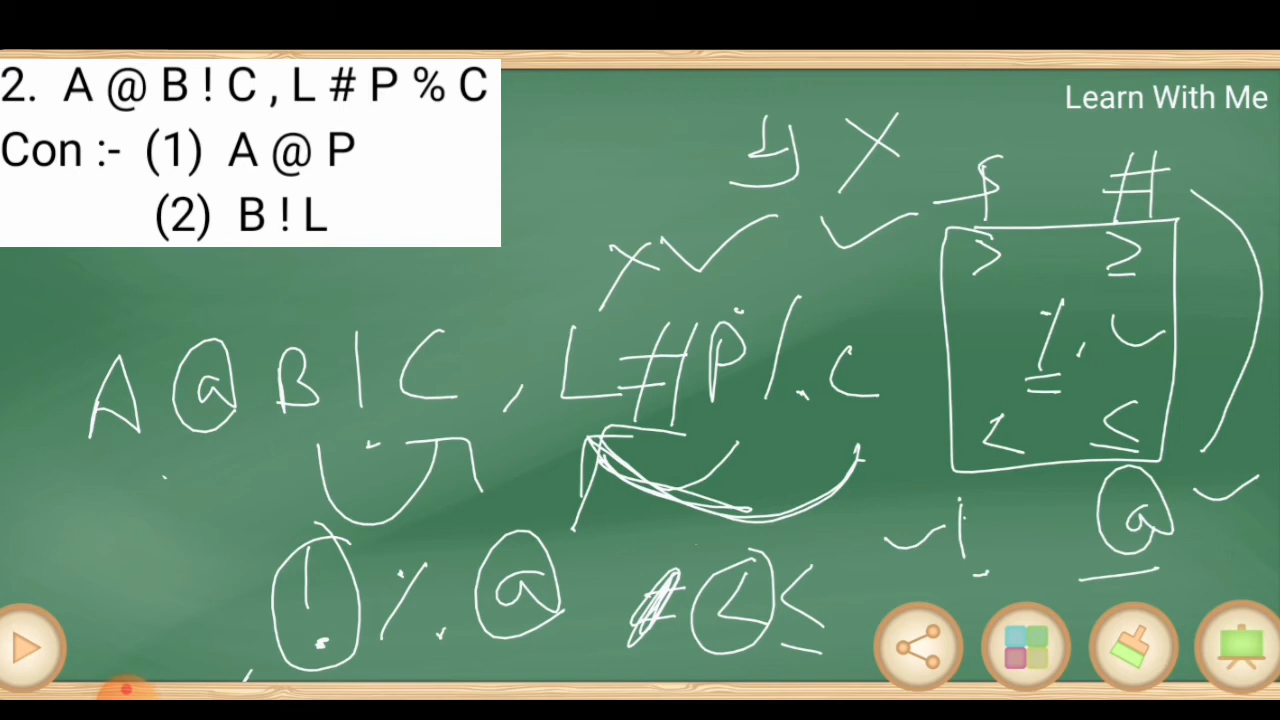 2. A @ B ! C , L # P % C
Con :- (1) A @ P
(2) B ! L
Learn With Me
y X
$ #
> ≥
% 
=
< ≤
! @
A @ B ! C , L # P % C
! % @ # < ≤